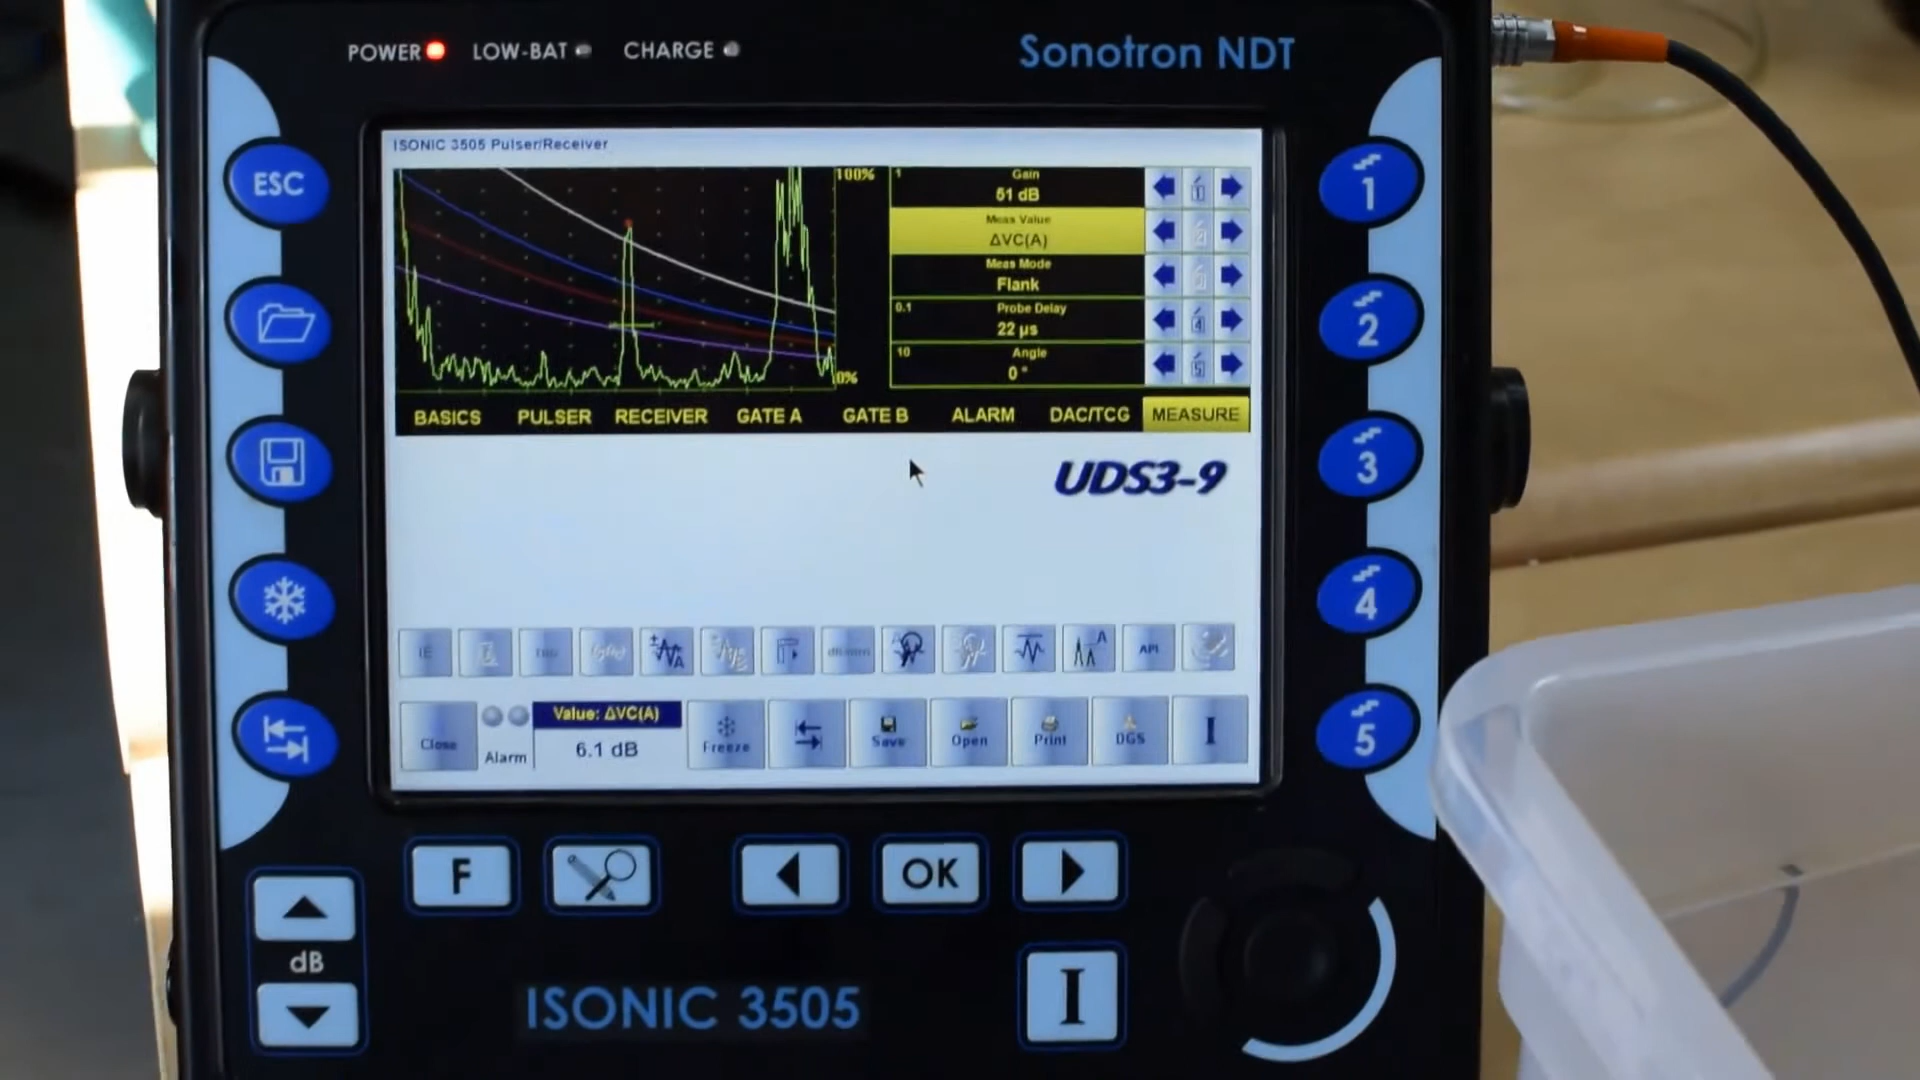 POWER LOW-BAT CHARGE
Sonotron NDT
ISONIC 3505 Pulser/Receiver
100%
0%
1 Gain
51 dB
Meas Value
ΔVC(A)
Meas Mode
Flank
0.1 Probe Delay
22 µs
10 Angle
0 °
BASICS PULSER RECEIVER GATE A GATE B ALARM DAC/TCG MEASURE
UDS3-9
API
Close
Alarm
Value: ΔVC(A)
6.1 dB
Freeze
Save
Open
Print
DGS
I
ESC
1
2
3
4
5
F
OK
dB
I
ISONIC 3505